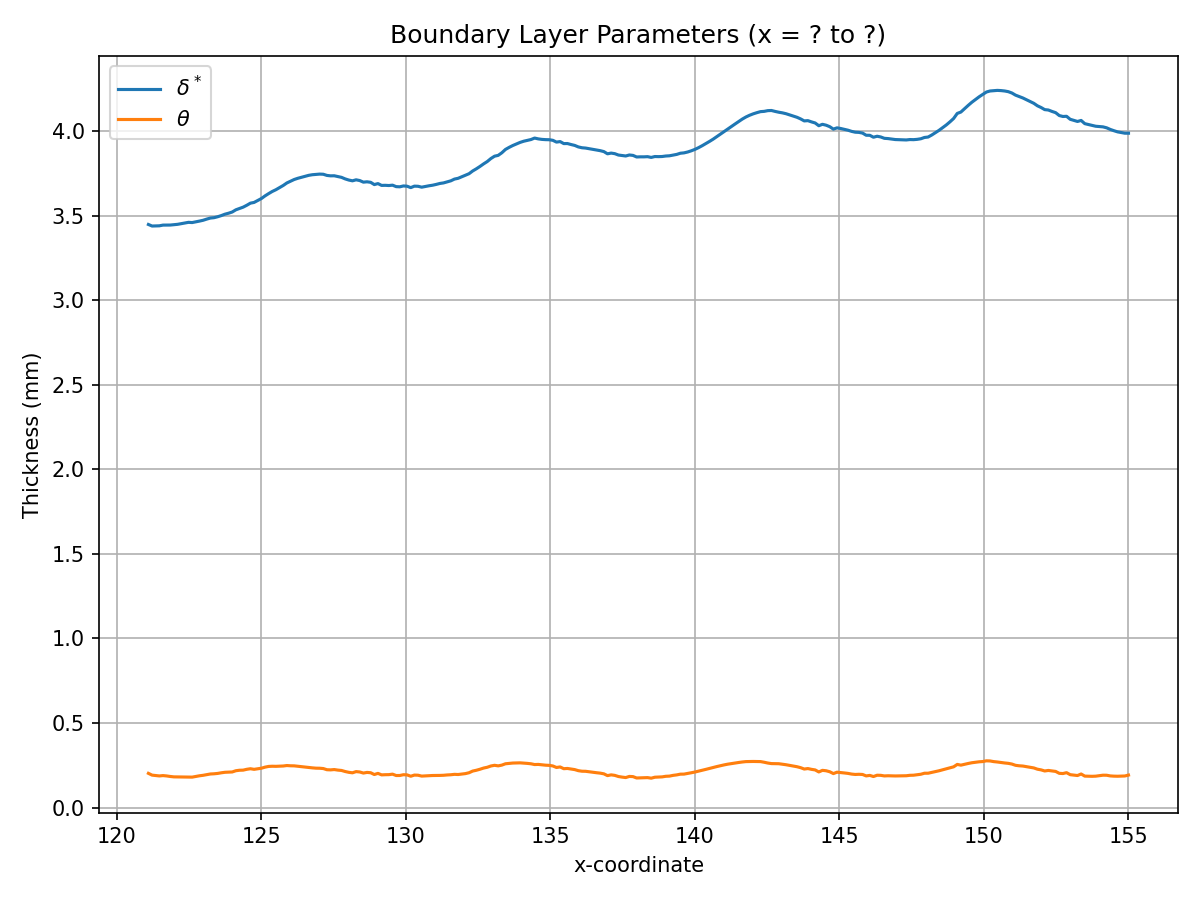 Boundary Layer Parameters (x = ? to ?)
δ*
θ
Thickness (mm)
4.0
3.5
3.0
2.5
2.0
1.5
1.0
0.5
0.0
120 125 130 135 140 145 150 155
x-coordinate